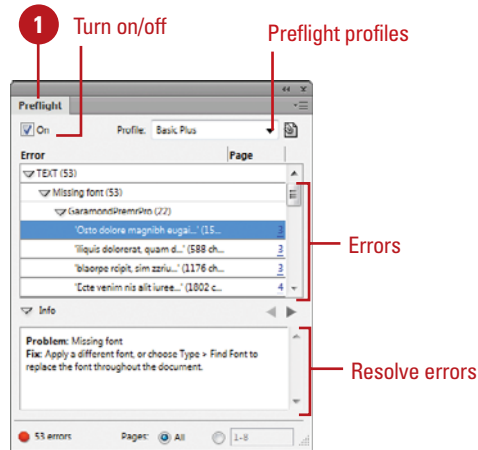 1 Turn on/off
Preflight profiles
Preflight
On Profile: Basic Plus
Error Page
TEXT (53)
Missing font (53)
GaramondPremrPro (22)
'Osto dolore magnibh eugai...' (15... 3
'Iliquis dolorerat, quam d...' (588 ch... 3
'blaorpe rcipit, sim zzriu...' (1176 ch... 3
'Ecte venim nis alit iuree...' (1802 c... 4
Errors
Info
Problem: Missing font
Fix: Apply a different font, or choose Type > Find Font to
replace the font throughout the document.
Resolve errors
53 errors Pages: All 1-8